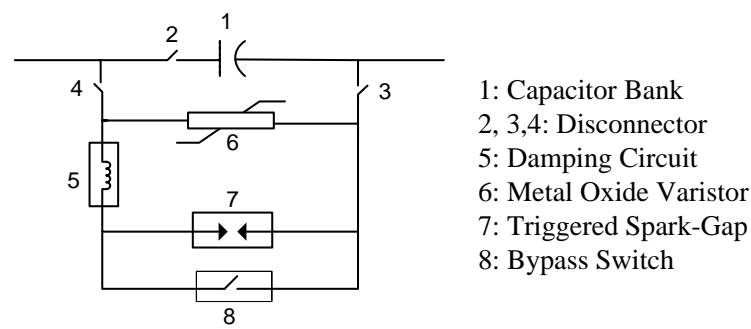 1
2
4
3
6
5
7
8
1: Capacitor Bank
2, 3,4: Disconnector
5: Damping Circuit
6: Metal Oxide Varistor
7: Triggered Spark-Gap
8: Bypass Switch